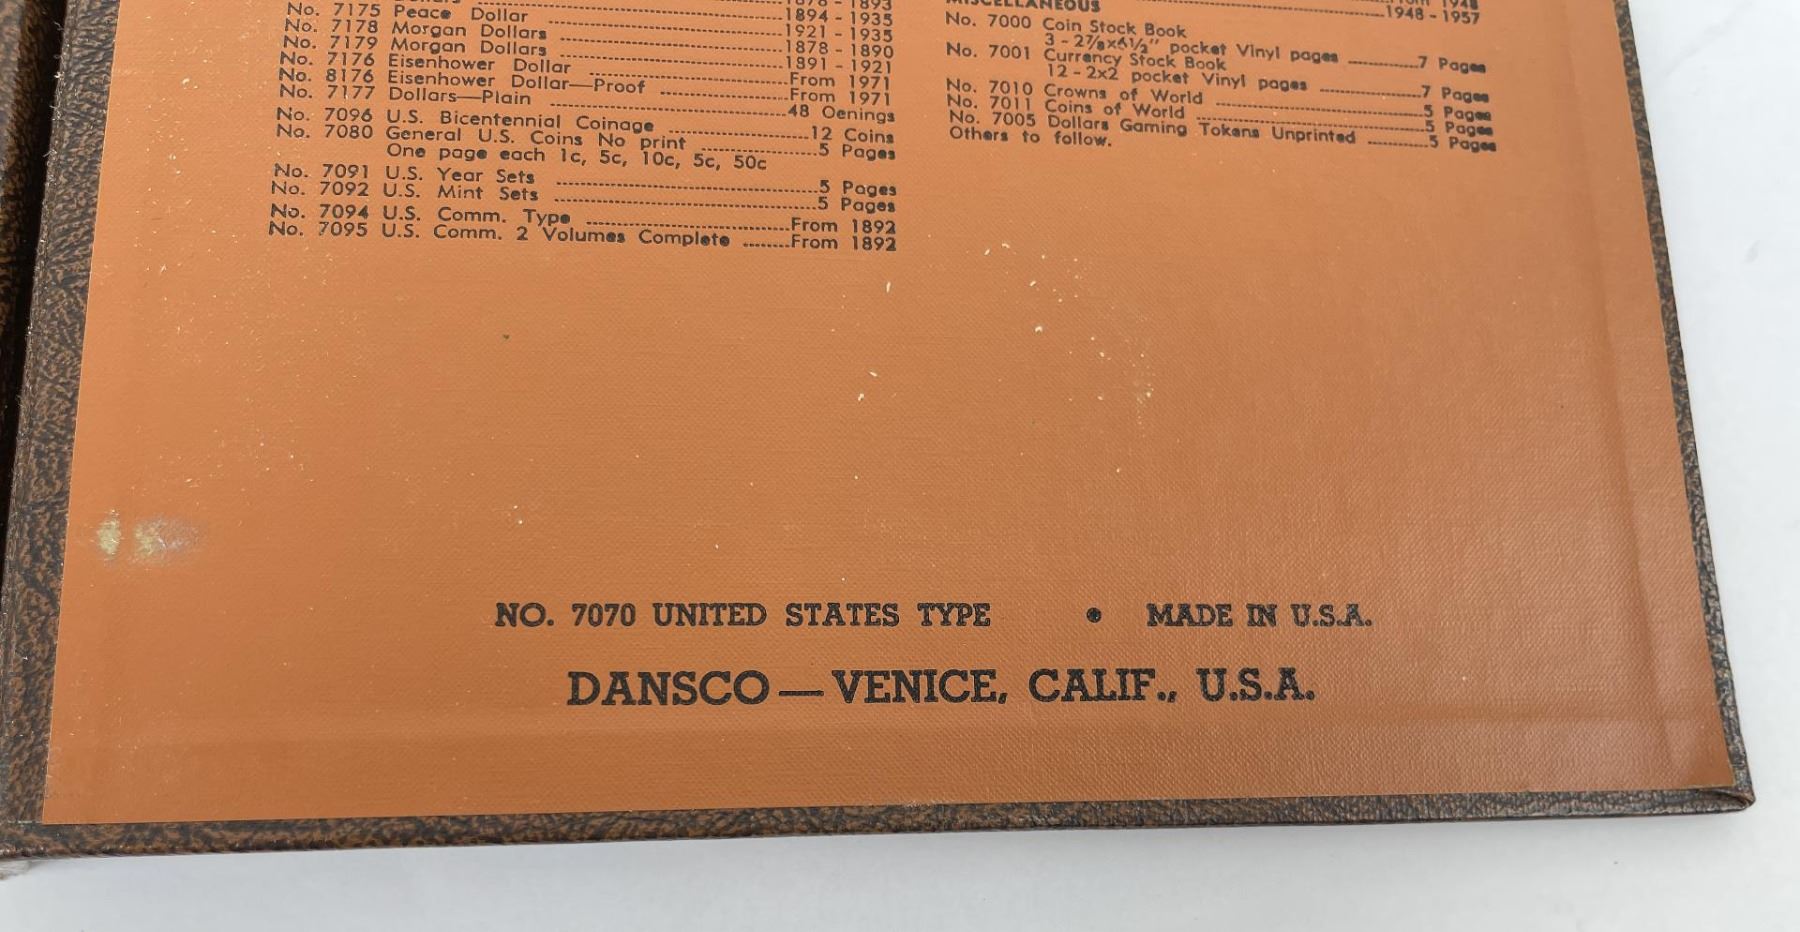 1878 - 1893
Dollars 1894 - 1935
No. 7175 Peace Dollar 1921 - 1935
No. 7178 Morgan Dollars 1878 - 1890
No. 7179 Morgan Dollars 1891 - 1921
No. 7176 Eisenhower Dollar From 1971
No. 8176 Eisenhower Dollar—Proof From 1971
No. 7177 Dollars—Plain 48 Oenings
No. 7096 U.S. Bicentennial Coinage 12 Coins
No. 7080 General U.S. Coins No print 5 Pages
One page each 1c, 5c, 10c, 5c, 50c
No. 7091 U.S. Year Sets 5 Pages
No. 7092 U.S. Mint Sets 5 Pages
No. 7094 U.S. Comm. Type From 1892
No. 7095 U.S. Comm. 2 Volumes Complete From 1892
From 1948
1948 - 1957
MISCELLANEOUS
No. 7000 Coin Stock Book
3 - 2⅞x6½" pocket Vinyl pages 7 Pages
No. 7001 Currency Stock Book
12 - 2x2 pocket Vinyl pages 7 Pages
No. 7010 Crowns of World 5 Pages
No. 7011 Coins of World 5 Pages
No. 7005 Dollars Gaming Tokens Unprinted 5 Pages
Others to follow.
NO. 7070 UNITED STATES TYPE • MADE IN U.S.A.
DANSCO — VENICE, CALIF., U.S.A.